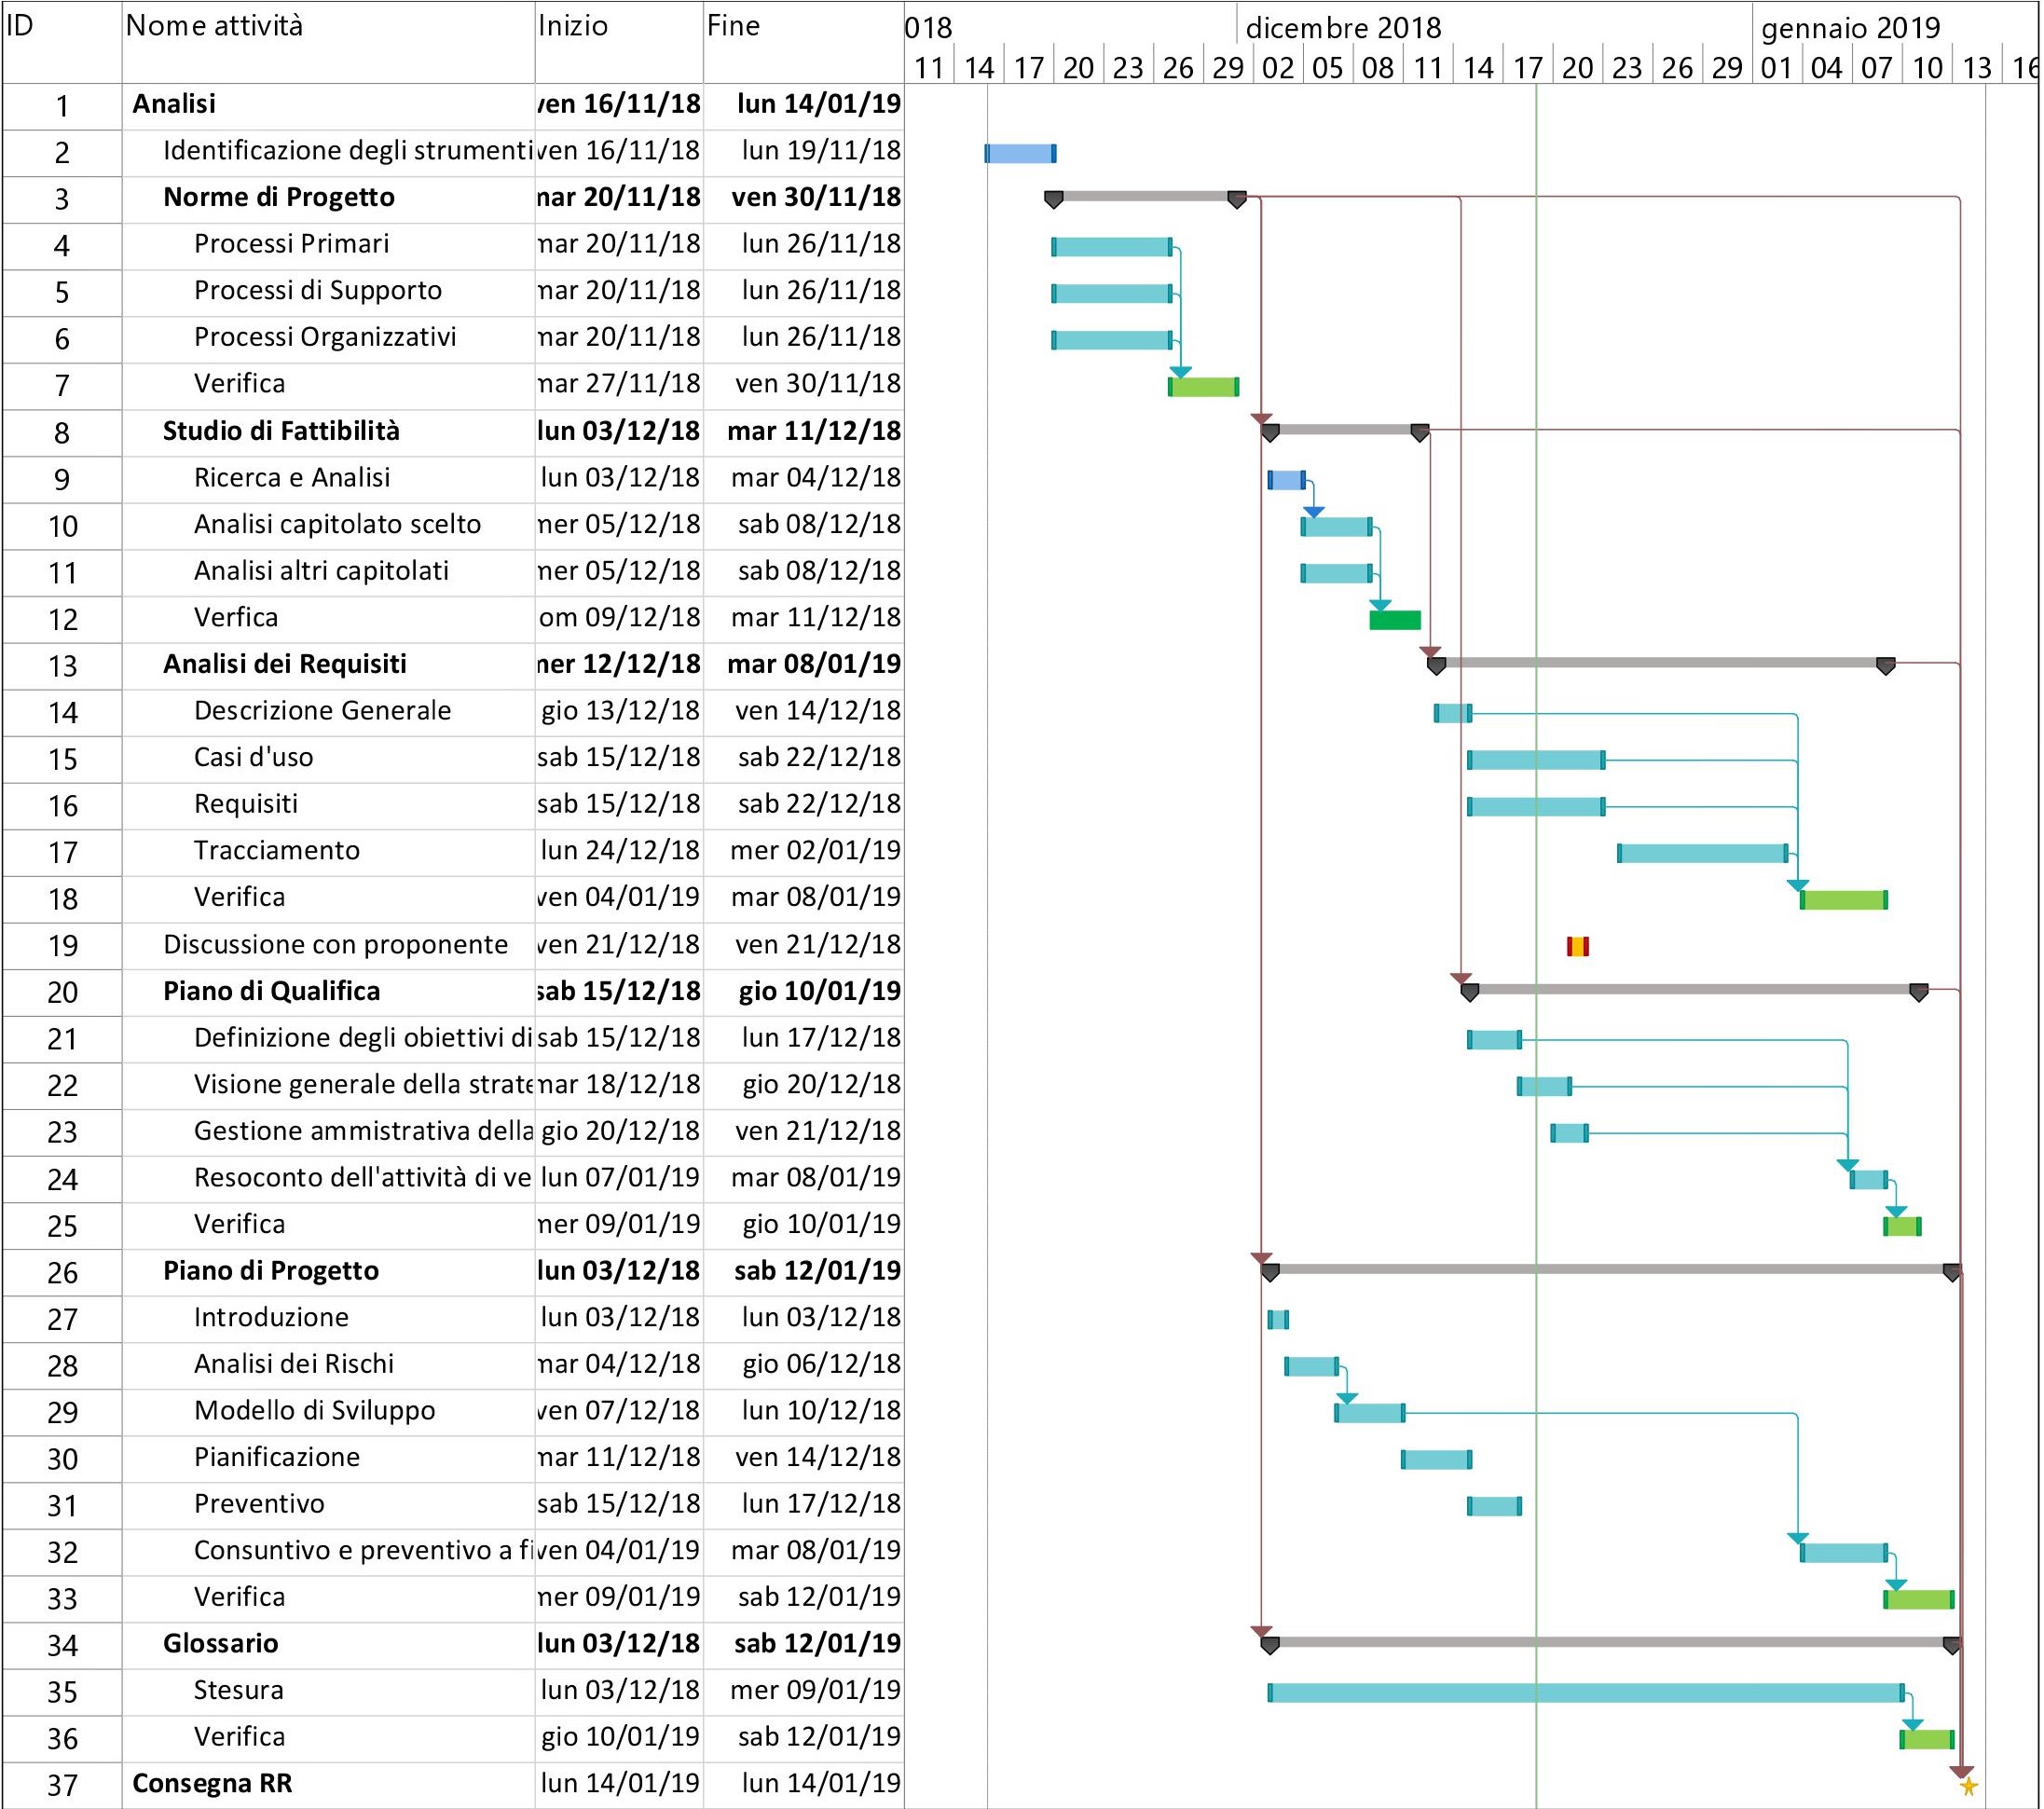 ID Nome attività Inizio Fine 018 dicembre 2018 gennaio 2019
11 14 17 20 23 26 29 02 05 08 11 14 17 20 23 26 29 01 04 07 10 13 16
1 Analisi ven 16/11/18 lun 14/01/19
2 Identificazione degli strumenti ven 16/11/18 lun 19/11/18
3 Norme di Progetto mar 20/11/18 ven 30/11/18
4 Processi Primari mar 20/11/18 lun 26/11/18
5 Processi di Supporto mar 20/11/18 lun 26/11/18
6 Processi Organizzativi mar 20/11/18 lun 26/11/18
7 Verifica mar 27/11/18 ven 30/11/18
8 Studio di Fattibilità lun 03/12/18 mar 11/12/18
9 Ricerca e Analisi lun 03/12/18 mar 04/12/18
10 Analisi capitolato scelto mer 05/12/18 sab 08/12/18
11 Analisi altri capitolati mer 05/12/18 sab 08/12/18
12 Verfica om 09/12/18 mar 11/12/18
13 Analisi dei Requisiti mer 12/12/18 mar 08/01/19
14 Descrizione Generale gio 13/12/18 ven 14/12/18
15 Casi d'uso sab 15/12/18 sab 22/12/18
16 Requisiti sab 15/12/18 sab 22/12/18
17 Tracciamento lun 24/12/18 mer 02/01/19
18 Verifica ven 04/01/19 mar 08/01/19
19 Discussione con proponente ven 21/12/18 ven 21/12/18
20 Piano di Qualifica sab 15/12/18 gio 10/01/19
21 Definizione degli obiettivi di sab 15/12/18 lun 17/12/18
22 Visione generale della strate mar 18/12/18 gio 20/12/18
23 Gestione ammistrativa della gio 20/12/18 ven 21/12/18
24 Resoconto dell'attività di ve lun 07/01/19 mar 08/01/19
25 Verifica mer 09/01/19 gio 10/01/19
26 Piano di Progetto lun 03/12/18 sab 12/01/19
27 Introduzione lun 03/12/18 lun 03/12/18
28 Analisi dei Rischi mar 04/12/18 gio 06/12/18
29 Modello di Sviluppo ven 07/12/18 lun 10/12/18
30 Pianificazione mar 11/12/18 ven 14/12/18
31 Preventivo sab 15/12/18 lun 17/12/18
32 Consuntivo e preventivo a fi ven 04/01/19 mar 08/01/19
33 Verifica mer 09/01/19 sab 12/01/19
34 Glossario lun 03/12/18 sab 12/01/19
35 Stesura lun 03/12/18 mer 09/01/19
36 Verifica gio 10/01/19 sab 12/01/19
37 Consegna RR lun 14/01/19 lun 14/01/19